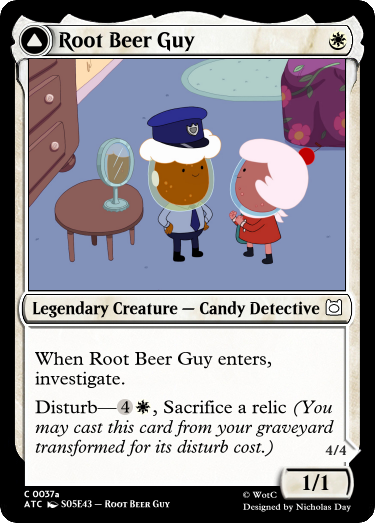 Root Beer Guy
Legendary Creature — Candy Detective
When Root Beer Guy enters,
investigate.
Disturb—4, Sacrifice a relic (You
may cast this card from your graveyard
transformed for its disturb cost.)
4/4
1/1
C 0037a
ATC S05E43 — Root Beer Guy
© WotC
Designed by Nicholas Day